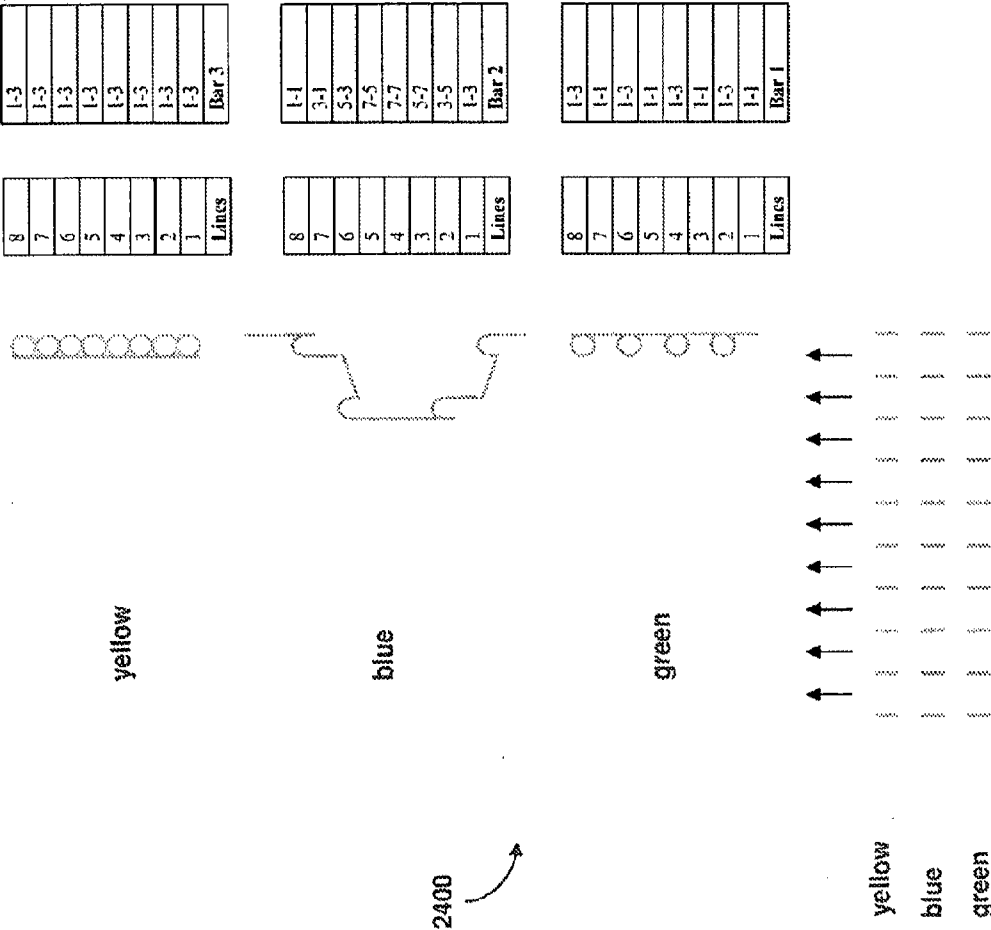 yellow
8 1-3
7 1-3
6 1-3
5 1-3
4 1-3
3 1-3
2 1-3
1 1-3
Lines Bar 3
blue
8 1-1
7 3-1
6 5-3
5 7-5
4 7-7
3 5-7
2 3-5
1 1-3
Lines Bar 2
2400
green
8 1-3
7 1-1
6 1-3
5 1-1
4 1-3
3 1-1
2 1-3
1 1-1
Lines Bar 1
yellow
blue
green